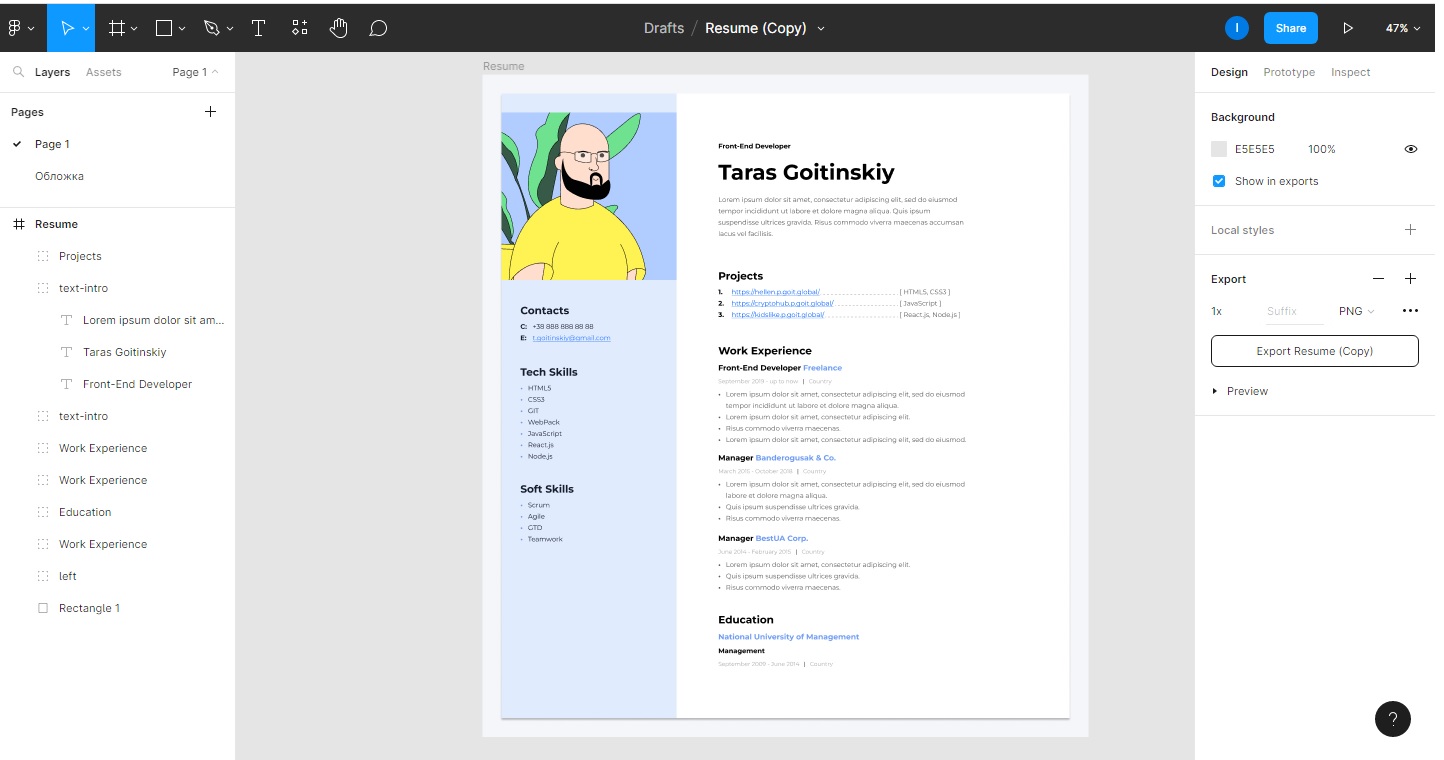 Drafts / Resume (Copy)
I
Share
47%
Layers
Assets
Page 1
Pages
Page 1
Обложка
Resume
Projects
text-intro
Lorem ipsum dolor sit am...
Taras Goitinskiy
Front-End Developer
text-intro
Work Experience
Work Experience
Education
Work Experience
left
Rectangle 1
Resume
Contacts
C: +38 888 888 88 88
E: t.goitinskiy@gmail.com
Tech Skills
• HTML5
• CSS3
• GIT
• WebPack
• JavaScript
• React.js
• Node.js
Soft Skills
• Scrum
• Agile
• GTD
• Teamwork
Front-End Developer
Taras Goitinskiy
Lorem ipsum dolor sit amet, consectetur adipiscing elit, sed do eiusmod
tempor incididunt ut labore et dolore magna aliqua. Quis ipsum
suspendisse ultrices gravida. Risus commodo viverra maecenas accumsan
lacus vel facilisis.
Projects
1. https://hellen.p.goit.global/ [ HTML5, CSS3 ]
2. https://cryptohub.p.goit.global/ [ JavaScript ]
3. https://kidslike.p.goit.global/ [ React.js, Node.js ]
Work Experience
Front-End Developer Freelance
September 2019 - up to now | Country
• Lorem ipsum dolor sit amet, consectetur adipiscing elit, sed do eiusmod
tempor incididunt ut labore et dolore magna aliqua.
• Lorem ipsum dolor sit amet, consectetur adipiscing elit.
• Risus commodo viverra maecenas.
• Lorem ipsum dolor sit amet, consectetur adipiscing elit, sed do eiusmod.
Manager Banderogusak & Co.
March 2015 - October 2018 | Country
• Lorem ipsum dolor sit amet, consectetur adipiscing elit, sed do eiusmod
labore et dolore magna aliqua.
• Quis ipsum suspendisse ultrices gravida.
• Risus commodo viverra maecenas.
Manager BestUA Corp.
June 2014 - February 2015 | Country
• Lorem ipsum dolor sit amet, consectetur adipiscing elit.
• Quis ipsum suspendisse ultrices gravida.
• Risus commodo viverra maecenas.
Education
National University of Management
Management
September 2009 - June 2014 | Country
Design
Prototype
Inspect
Background
E5E5E5 100%
Show in exports
Local styles
Export
1x
Suffix
PNG
Export Resume (Copy)
Preview
?